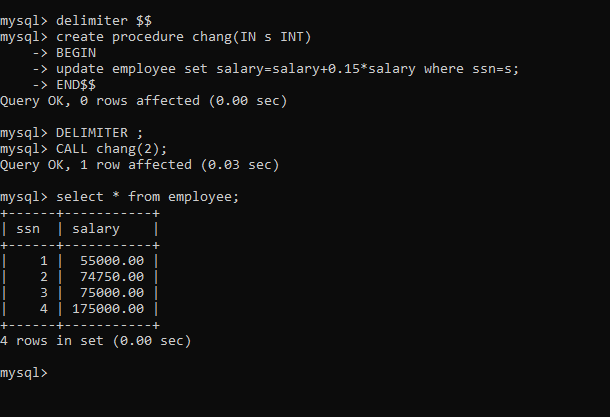 mysql> delimiter $$
mysql> create procedure chang(IN s INT)
    -> BEGIN
    -> update employee set salary=salary+0.15*salary where ssn=s;
    -> END$$
Query OK, 0 rows affected (0.00 sec)

mysql> DELIMITER ;
mysql> CALL chang(2);
Query OK, 1 row affected (0.03 sec)

mysql> select * from employee;
+------+-----------+
| ssn  | salary    |
+------+-----------+
|    1 |  55000.00 |
|    2 |  74750.00 |
|    3 |  75000.00 |
|    4 | 175000.00 |
+------+-----------+
4 rows in set (0.00 sec)

mysql>